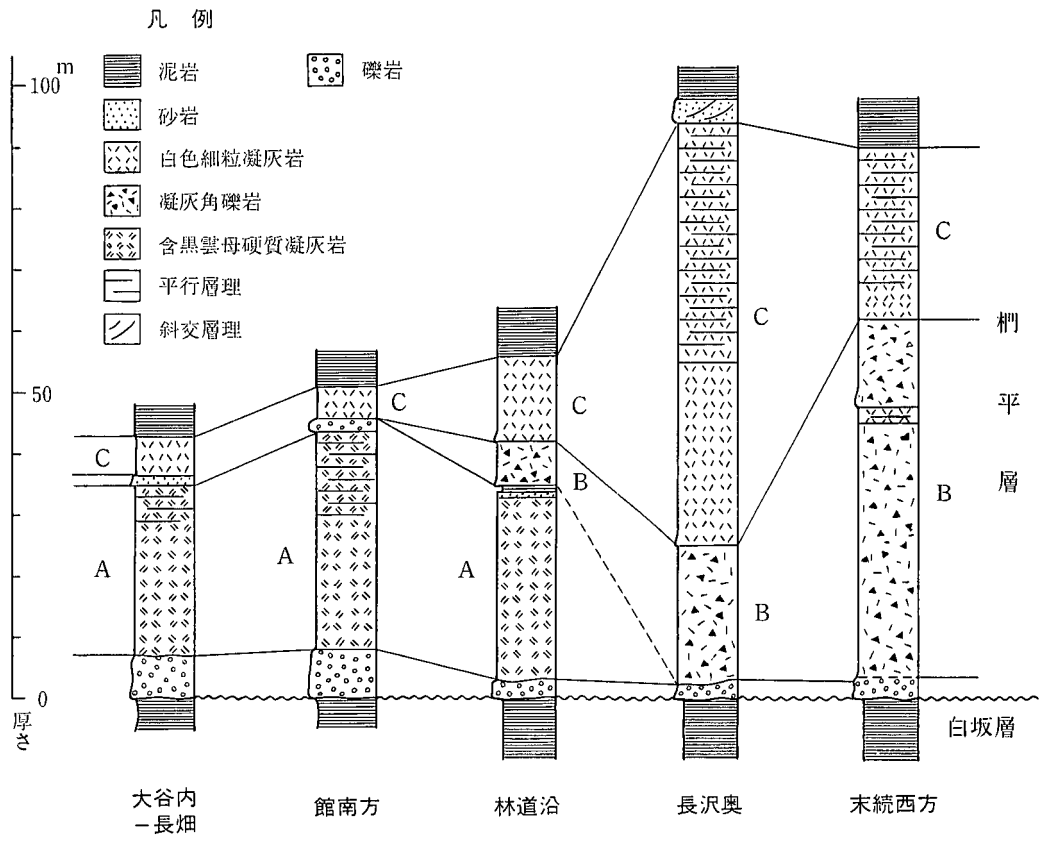 凡 例
泥岩
礫岩
砂岩
白色細粒凝灰岩
凝灰角礫岩
含黒雲母硬質凝灰岩
平行層理
斜交層理
m
100
50
0
厚さ
C
A
C
A
C
B
A
C
B
C
B
椚平層
白坂層
大谷内
−長畑
館南方
林道沿
長沢奥
末続西方